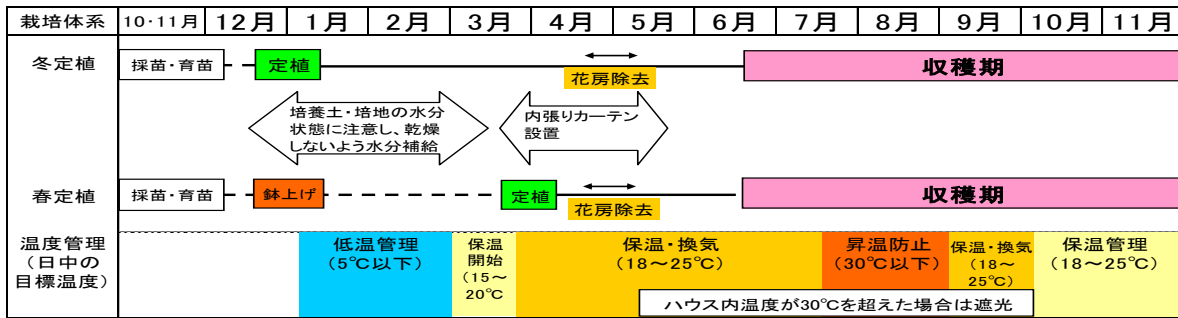 栽培体系 10・11月 12月 1月 2月 3月 4月 5月 6月 7月 8月 9月 10月 11月
冬定植 採苗・育苗 定植 収穫期
花房除去
培養土・培地の水分
状態に注意し、乾燥
しないよう水分補給
内張りカーテン
設置
春定植 採苗・育苗 鉢上げ 定植 収穫期
花房除去
温度管理
(日中の
目標温度)
低温管理
(5℃以下)
保温
開始
(15～
20℃
保温・換気
(18～25℃)
昇温防止
(30℃以下)
保温・換気
(18～
25℃)
保温管理
(18～25℃)
ハウス内温度が30℃を超えた場合は遮光